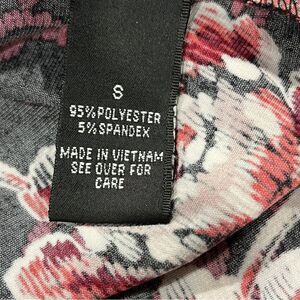 S
95%POLYESTER
5%SPANDEX
MADE IN VIETNAM
SEE OVER FOR
CARE